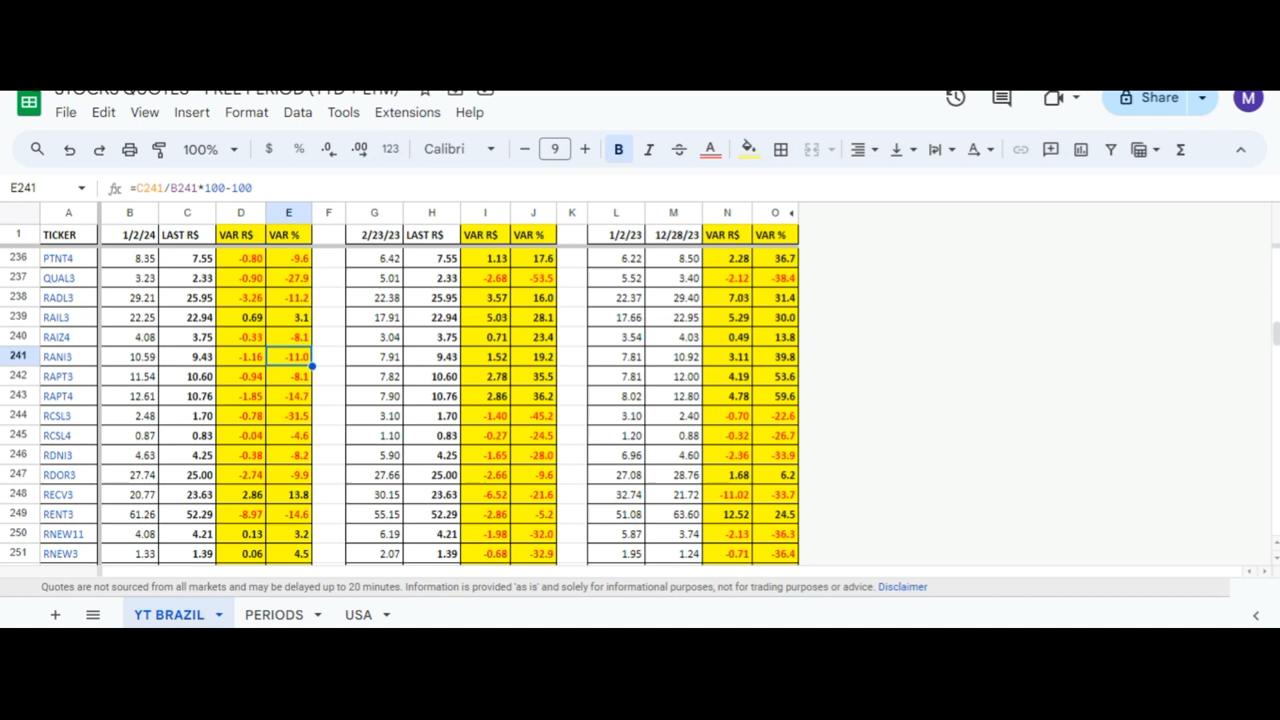 STOCKS QUOTES - FREE PERIOD (YTD + LTM)
File Edit View Insert Format Data Tools Extensions Help
Share M
100% $ % .0 .00 123 Calibri 9 B I A
E241 fx =C241/B241*100-100
A B C D E F G H I J K L M N O
1 TICKER 1/2/24 LAST R$ VAR R$ VAR % 2/23/23 LAST R$ VAR R$ VAR % 1/2/23 12/28/23 VAR R$ VAR %
236 PTNT4 8.35 7.55 -0.80 -9.6 6.42 7.55 1.13 17.6 6.22 8.50 2.28 36.7
237 QUAL3 3.23 2.33 -0.90 -27.9 5.01 2.33 -2.68 -53.5 5.52 3.40 -2.12 -38.4
238 RADL3 29.21 25.95 -3.26 -11.2 22.38 25.95 3.57 16.0 22.37 29.40 7.03 31.4
239 RAIL3 22.25 22.94 0.69 3.1 17.91 22.94 5.03 28.1 17.66 22.95 5.29 30.0
240 RAIZ4 4.08 3.75 -0.33 -8.1 3.04 3.75 0.71 23.4 3.54 4.03 0.49 13.8
241 RANI3 10.59 9.43 -1.16 -11.0 7.91 9.43 1.52 19.2 7.81 10.92 3.11 39.8
242 RAPT3 11.54 10.60 -0.94 -8.1 7.82 10.60 2.78 35.5 7.81 12.00 4.19 53.6
243 RAPT4 12.61 10.76 -1.85 -14.7 7.90 10.76 2.86 36.2 8.02 12.80 4.78 59.6
244 RCSL3 2.48 1.70 -0.78 -31.5 3.10 1.70 -1.40 -45.2 3.10 2.40 -0.70 -22.6
245 RCSL4 0.87 0.83 -0.04 -4.6 1.10 0.83 -0.27 -24.5 1.20 0.88 -0.32 -26.7
246 RDNI3 4.63 4.25 -0.38 -8.2 5.90 4.25 -1.65 -28.0 6.96 4.60 -2.36 -33.9
247 RDOR3 27.74 25.00 -2.74 -9.9 27.66 25.00 -2.66 -9.6 27.08 28.76 1.68 6.2
248 RECV3 20.77 23.63 2.86 13.8 30.15 23.63 -6.52 -21.6 32.74 21.72 -11.02 -33.7
249 RENT3 61.26 52.29 -8.97 -14.6 55.15 52.29 -2.86 -5.2 51.08 63.60 12.52 24.5
250 RNEW11 4.08 4.21 0.13 3.2 6.19 4.21 -1.98 -32.0 5.87 3.74 -2.13 -36.3
251 RNEW3 1.33 1.39 0.06 4.5 2.07 1.39 -0.68 -32.9 1.95 1.24 -0.71 -36.4
Quotes are not sourced from all markets and may be delayed up to 20 minutes. Information is provided 'as is' and solely for informational purposes, not for trading purposes or advice. Disclaimer
YT BRAZIL PERIODS USA